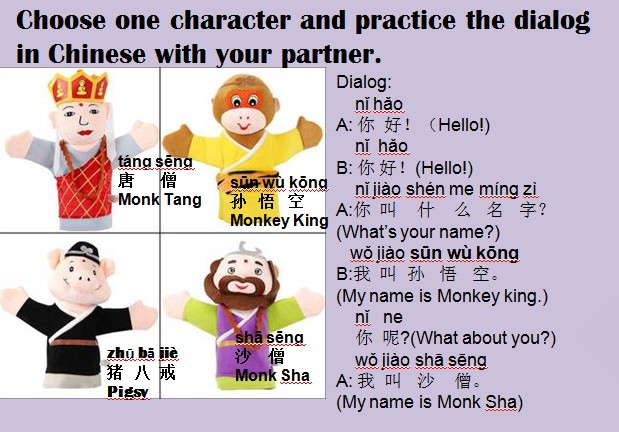 Choose one character and practice the dialog
in Chinese with your partner.
táng sēng
唐 僧
Monk Tang
sūn wù kōng
孙 悟 空
Monkey King
zhū bā jiè
猪 八 戒
Pigsy
shā sēng
沙 僧
Monk Sha
Dialog:
nǐ hǎo
A: 你 好！（Hello!)
nǐ hǎo
B: 你 好！(Hello!)
nǐ jiào shén me míng zì
A:你 叫 什 么 名 字？
(What's your name?)
wǒ jiào sūn wù kōng
B:我 叫 孙 悟 空。
(My name is Monkey king.)
nǐ ne
你 呢?(What about you?)
wǒ jiào shā sēng
A: 我 叫 沙 僧。
(My name is Monk Sha)